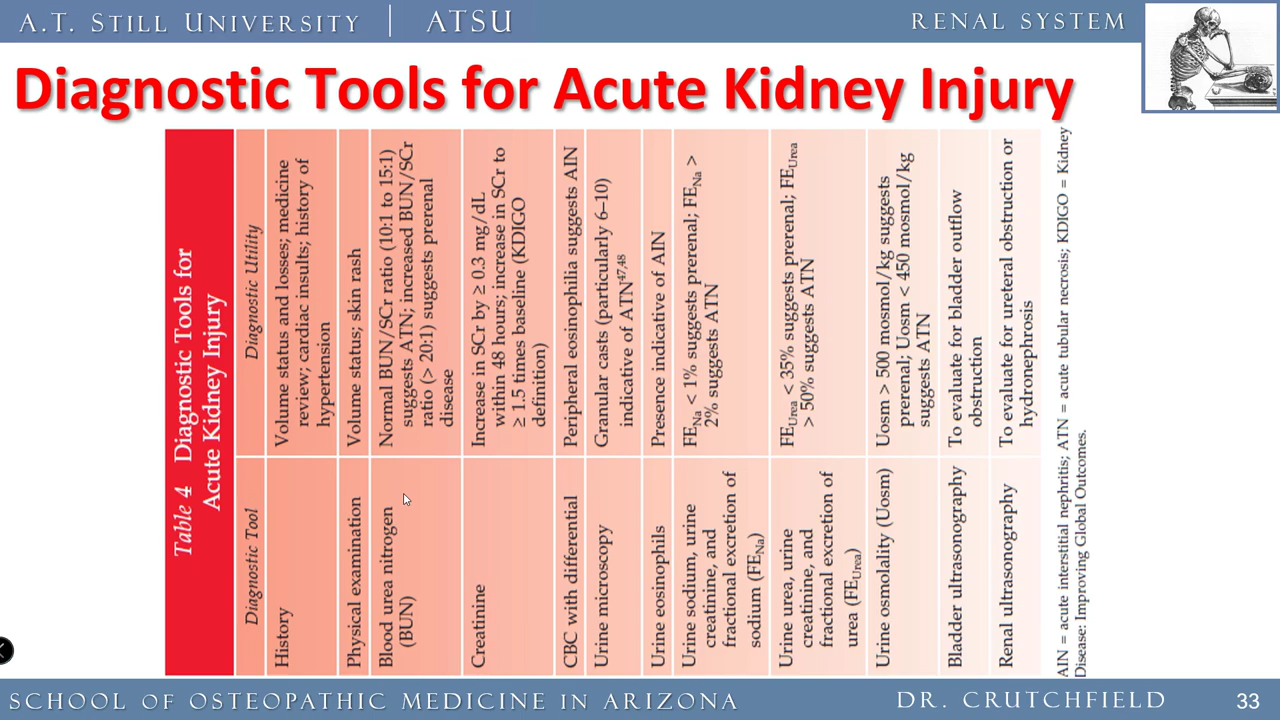 A.T. STILL UNIVERSITY | ATSU
RENAL SYSTEM
Diagnostic Tools for Acute Kidney Injury
Table 4 Diagnostic Tools for
Acute Kidney Injury
Diagnostic Tool
Diagnostic Utility
History
Volume status and losses; medicine
review; cardiac insults; history of
hypertension
Physical examination
Volume status; skin rash
Blood urea nitrogen
(BUN)
Normal BUN/SCr ratio (10:1 to 15:1)
suggests ATN; increased BUN/SCr
ratio (> 20:1) suggests prerenal
disease
Creatinine
Increase in SCr by ≥ 0.3 mg/dL
within 48 hours; increase in SCr to
≥ 1.5 times baseline (KDIGO
definition)
CBC with differential
Peripheral eosinophilia suggests AIN
Urine microscopy
Granular casts (particularly 6–10)
indicative of ATN47,48
Urine eosinophils
Presence indicative of AIN
Urine sodium, urine
creatinine, and
fractional excretion of
sodium (FENa)
FENa < 1% suggests prerenal; FENa >
2% suggests ATN
Urine urea, urine
creatinine, and
fractional excretion of
urea (FEUrea)
FEUrea < 35% suggests prerenal; FEUrea
> 50% suggests ATN
Urine osmolality (Uosm)
Uosm > 500 mosmol/kg suggests
prerenal; Uosm < 450 mosmol/kg
suggests ATN
Bladder ultrasonography
To evaluate for bladder outflow
obstruction
Renal ultrasonography
To evaluate for ureteral obstruction or
hydronephrosis
AIN = acute interstitial nephritis; ATN = acute tubular necrosis; KDIGO = Kidney
Disease: Improving Global Outcomes.
SCHOOL OF OSTEOPATHIC MEDICINE IN ARIZONA
DR. CRUTCHFIELD
33